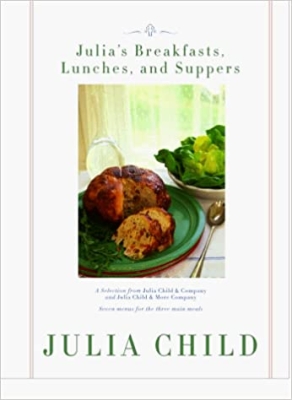 Julia's Breakfasts,
Lunches, and Suppers
A Selection from Julia Child & Company
and Julia Child & More Company
Seven menus for the three main meals
JULIA CHILD